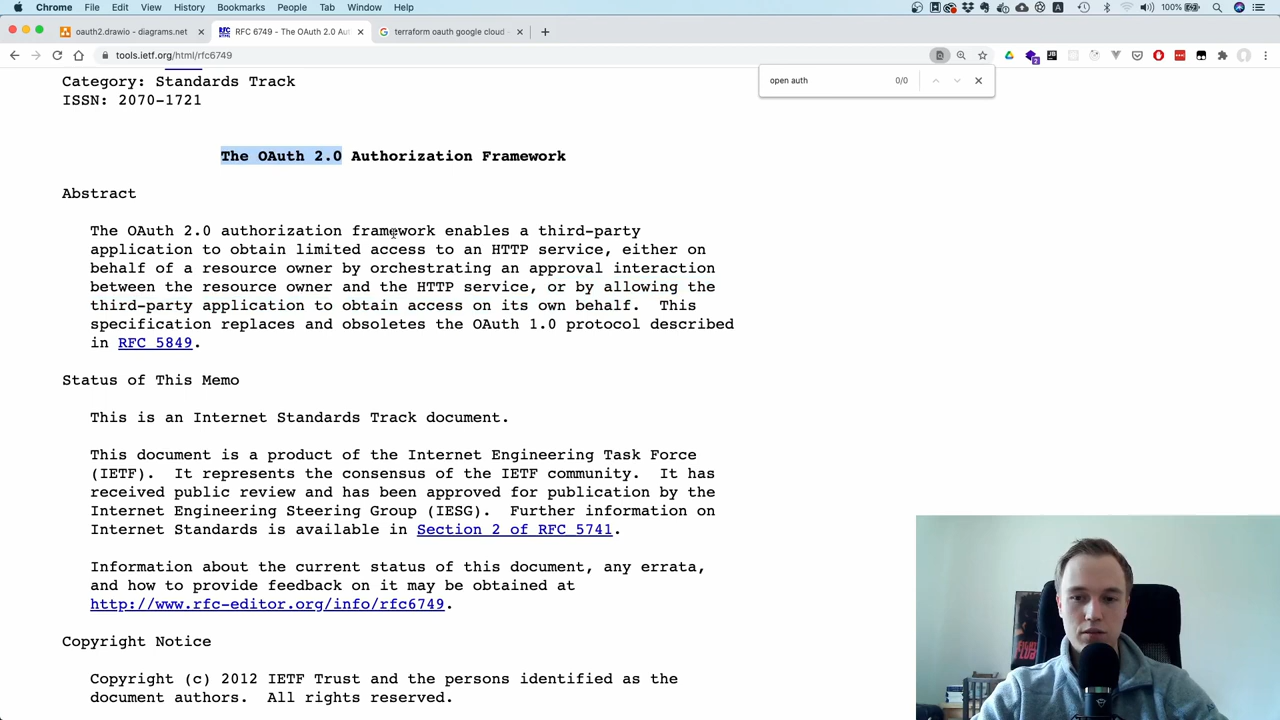 Chrome File Edit View History Bookmarks People Tab Window Help 100%
oauth2.drawio - diagrams.net
RFC 6749 - The OAuth 2.0 Aut
terraform oauth google cloud -
tools.ietf.org/html/rfc6749
open auth 0/0
Category: Standards Track
ISSN: 2070-1721
The OAuth 2.0 Authorization Framework
Abstract
The OAuth 2.0 authorization framework enables a third-party
application to obtain limited access to an HTTP service, either on
behalf of a resource owner by orchestrating an approval interaction
between the resource owner and the HTTP service, or by allowing the
third-party application to obtain access on its own behalf. This
specification replaces and obsoletes the OAuth 1.0 protocol described
in RFC 5849.
Status of This Memo
This is an Internet Standards Track document.
This document is a product of the Internet Engineering Task Force
(IETF). It represents the consensus of the IETF community. It has
received public review and has been approved for publication by the
Internet Engineering Steering Group (IESG). Further information on
Internet Standards is available in Section 2 of RFC 5741.
Information about the current status of this document, any errata,
and how to provide feedback on it may be obtained at
http://www.rfc-editor.org/info/rfc6749.
Copyright Notice
Copyright (c) 2012 IETF Trust and the persons identified as the
document authors. All rights reserved.